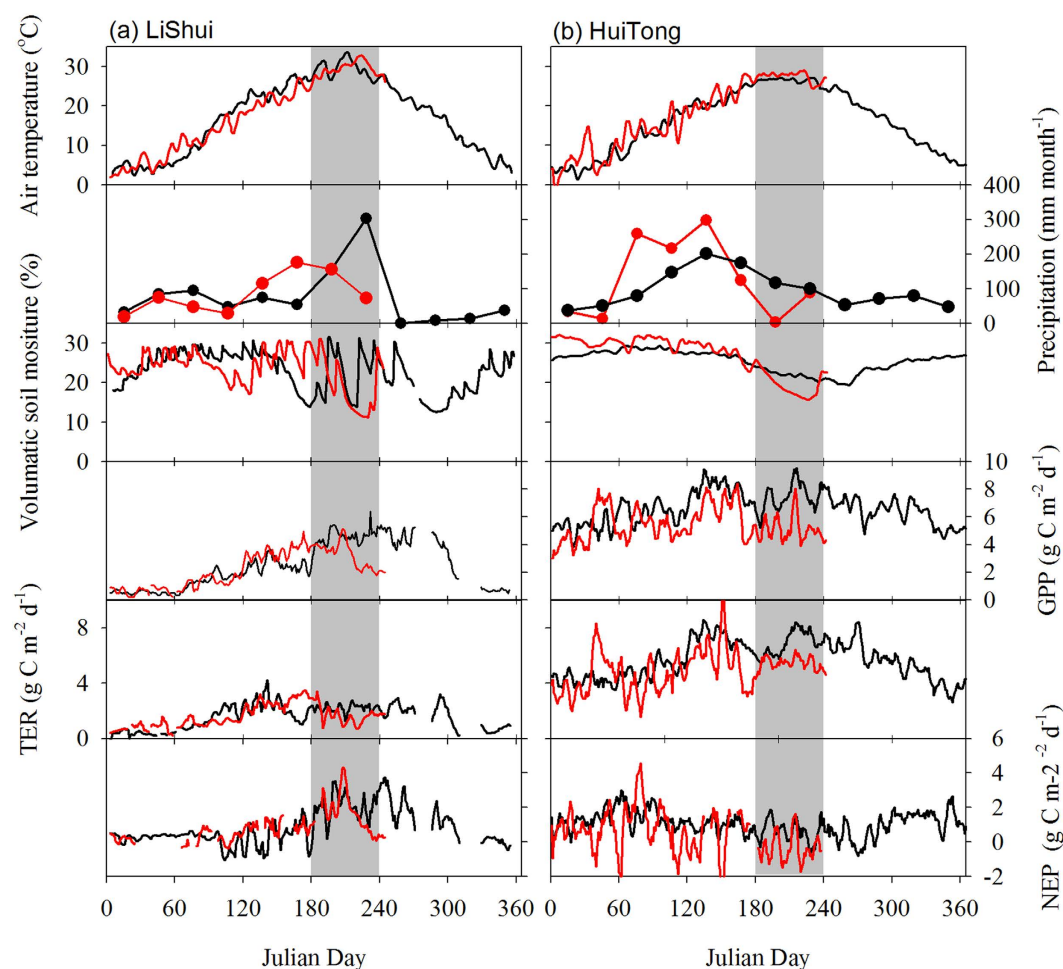 (a) LiShui
(b) HuiTong
Air temperature (°C)
30
20
10
0
400
300
200
100
0
Precipitation (mm month-1)
Volumatic soil mosture (%)
30
20
10
0
10
8
6
4
2
0
GPP (g C m-2 d-1)
TER (g C m-2 d-1)
8
4
0
6
4
2
0
-2
NEP (g C m-2 -2 d-1)
0 60 120 180 240 300 360
0 60 120 180 240 300 360
Julian Day
Julian Day